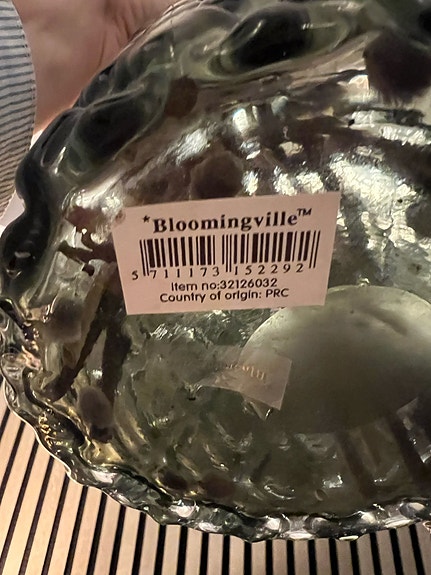 *Bloomingville™
5 711173 152292
Item no:32126032
Country of origin: PRC